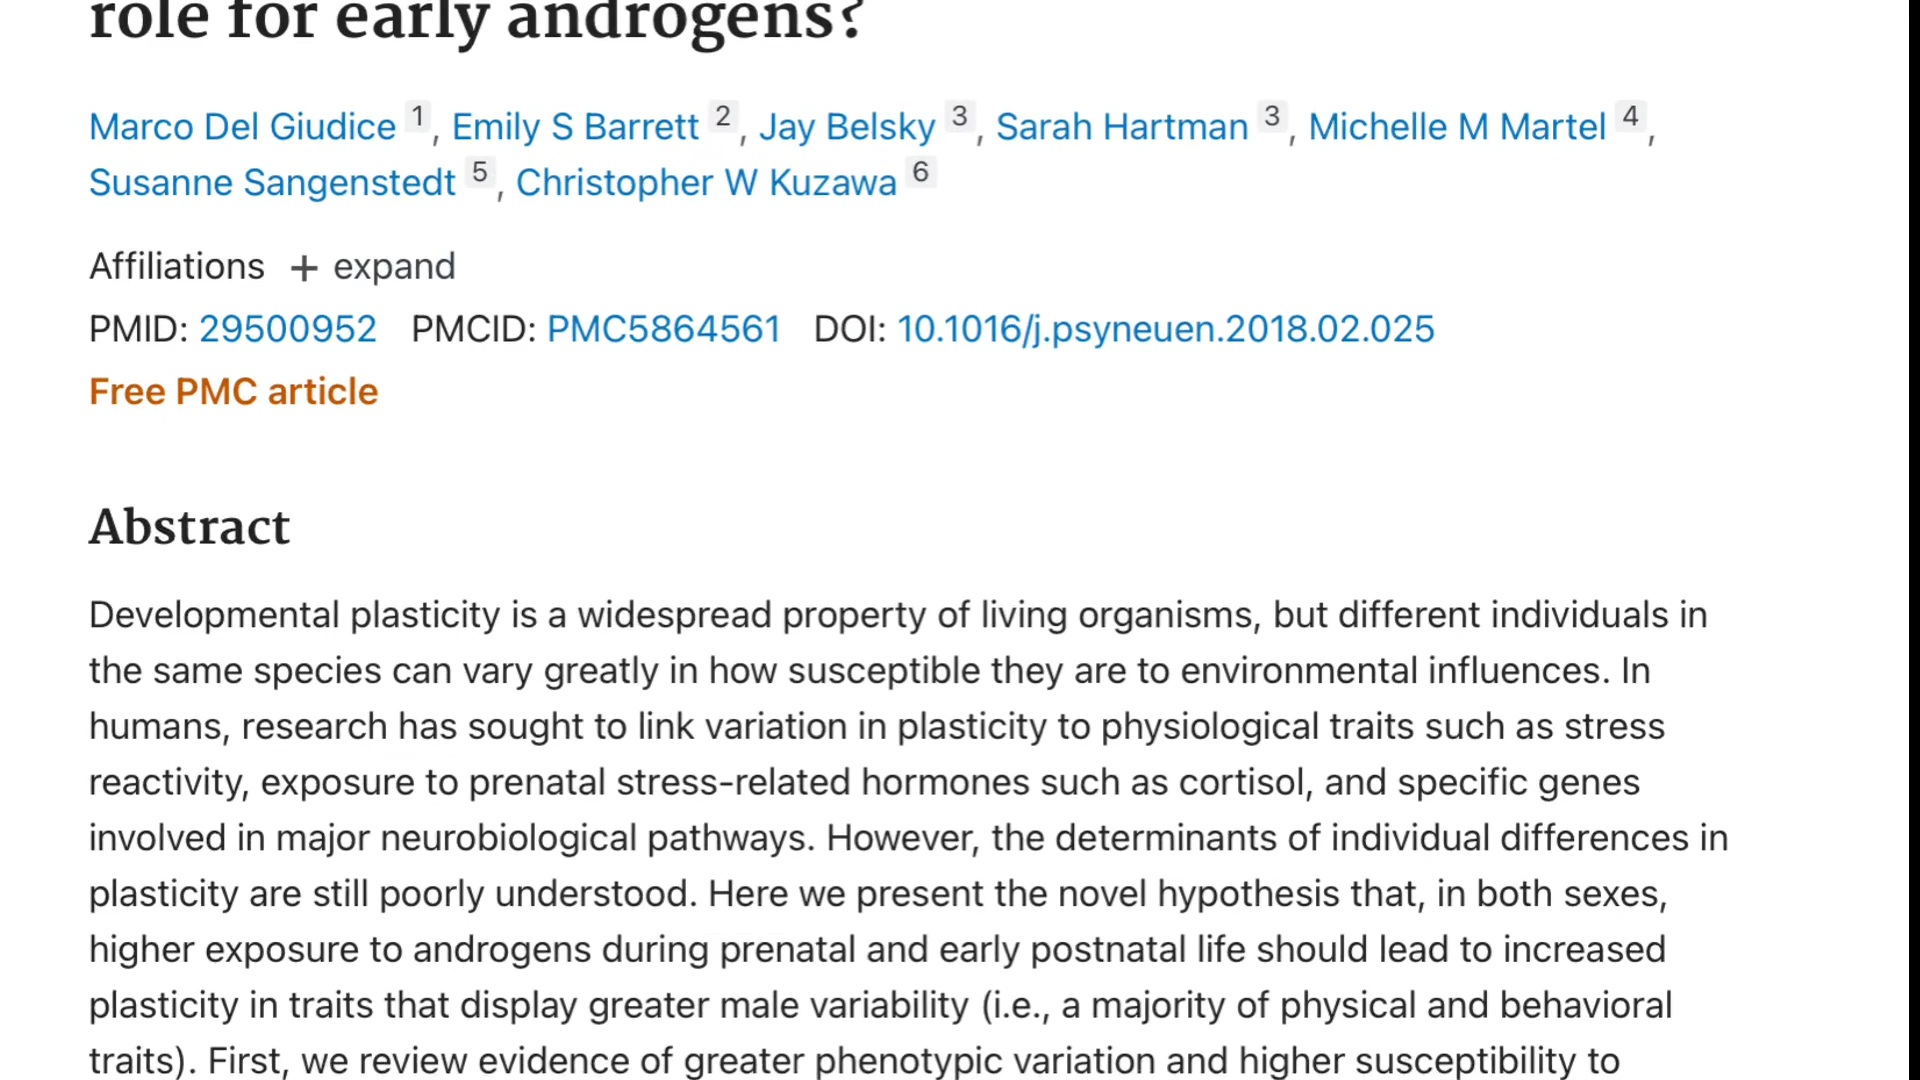 role for early androgens?
Marco Del Giudice 1, Emily S Barrett 2, Jay Belsky 3, Sarah Hartman 3, Michelle M Martel 4,
Susanne Sangenstedt 5, Christopher W Kuzawa 6
Affiliations + expand
PMID: 29500952 PMCID: PMC5864561 DOI: 10.1016/j.psyneuen.2018.02.025
Free PMC article
Abstract
Developmental plasticity is a widespread property of living organisms, but different individuals in
the same species can vary greatly in how susceptible they are to environmental influences. In
humans, research has sought to link variation in plasticity to physiological traits such as stress
reactivity, exposure to prenatal stress-related hormones such as cortisol, and specific genes
involved in major neurobiological pathways. However, the determinants of individual differences in
plasticity are still poorly understood. Here we present the novel hypothesis that, in both sexes,
higher exposure to androgens during prenatal and early postnatal life should lead to increased
plasticity in traits that display greater male variability (i.e., a majority of physical and behavioral
traits). First, we review evidence of greater phenotypic variation and higher susceptibility to